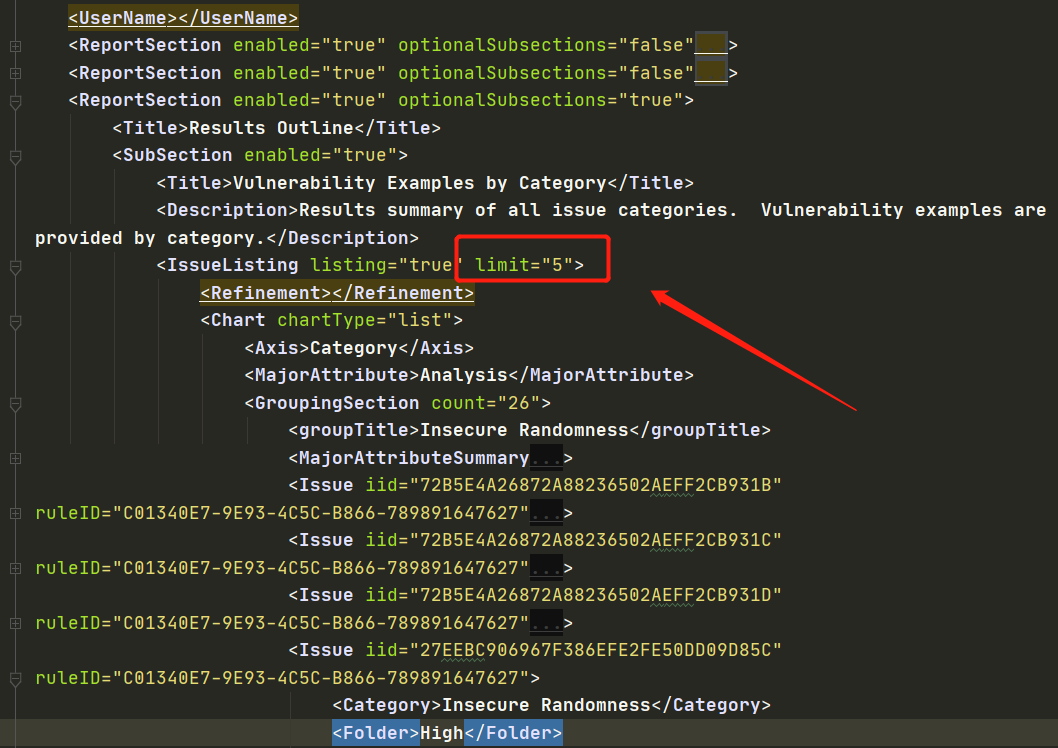 <UserName></UserName>
<ReportSection enabled="true" optionalSubsections="false"   >
<ReportSection enabled="true" optionalSubsections="false"   >
<ReportSection enabled="true" optionalSubsections="true">
<Title>Results Outline</Title>
<SubSection enabled="true">
<Title>Vulnerability Examples by Category</Title>
<Description>Results summary of all issue categories.  Vulnerability examples are
provided by category.</Description>
<IssueListing listing="true" limit="5">
<Refinement></Refinement>
<Chart chartType="list">
<Axis>Category</Axis>
<MajorAttribute>Analysis</MajorAttribute>
<GroupingSection count="26">
<groupTitle>Insecure Randomness</groupTitle>
<MajorAttributeSummary...>
<Issue iid="72B5E4A26872A88236502AEFF2CB931B"
ruleID="C01340E7-9E93-4C5C-B866-789891647627"...>
<Issue iid="72B5E4A26872A88236502AEFF2CB931C"
ruleID="C01340E7-9E93-4C5C-B866-789891647627"...>
<Issue iid="72B5E4A26872A88236502AEFF2CB931D"
ruleID="C01340E7-9E93-4C5C-B866-789891647627"...>
<Issue iid="27EEBC906967F386EFE2FE50DD09D85C"
ruleID="C01340E7-9E93-4C5C-B866-789891647627">
<Category>Insecure Randomness</Category>
<Folder>High</Folder>